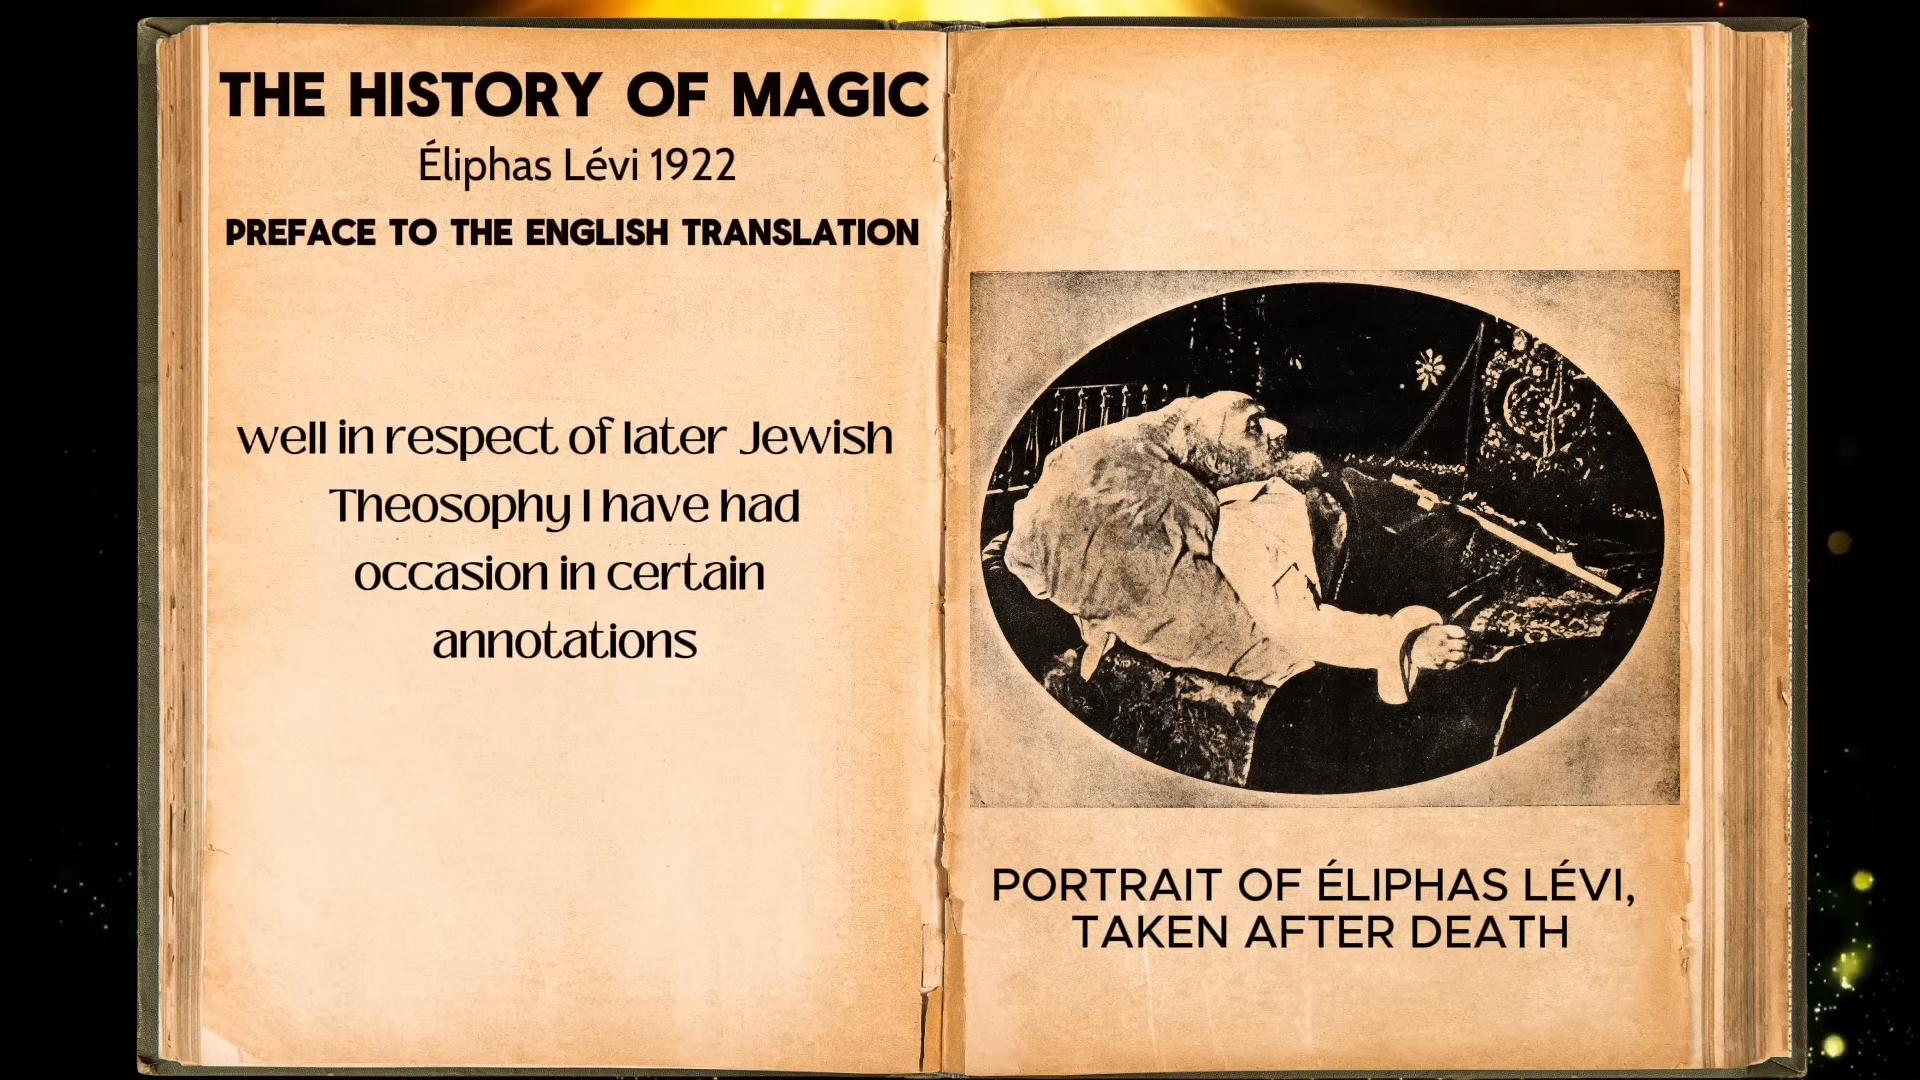 THE HISTORY OF MAGIC
Éliphas Lévi 1922
PREFACE TO THE ENGLISH TRANSLATION
well in respect of later Jewish
Theosophy I have had
occasion in certain
annotations
PORTRAIT OF ÉLIPHAS LÉVI,
TAKEN AFTER DEATH